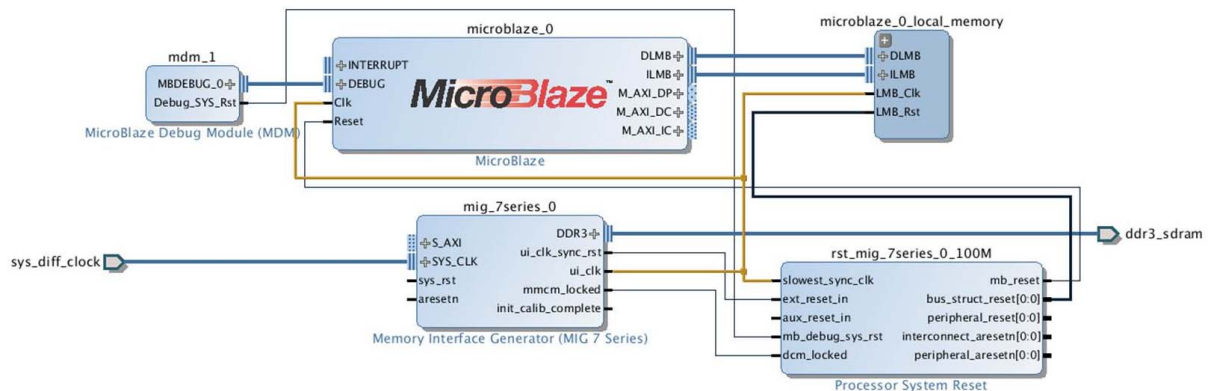 mdm_1
MBDEBUG_0
Debug_SYS_Rst
MicroBlaze Debug Module (MDM)
microblaze_0
INTERRUPT
DEBUG
Clk
Reset
MicroBlaze™
DLMB
ILMB
M_AXI_DP
M_AXI_DC
M_AXI_IC
MicroBlaze
microblaze_0_local_memory
DLMB
ILMB
LMB_Clk
LMB_Rst
sys_diff_clock
mig_7series_0
S_AXI
SYS_CLK
sys_rst
aresetn
DDR3
ui_clk_sync_rst
ui_clk
mmcm_locked
init_calib_complete
Memory Interface Generator (MIG 7 Series)
ddr3_sdram
rst_mig_7series_0_100M
slowest_sync_clk
ext_reset_in
aux_reset_in
mb_debug_sys_rst
dcm_locked
mb_reset
bus_struct_reset[0:0]
peripheral_reset[0:0]
interconnect_aresetn[0:0]
peripheral_aresetn[0:0]
Processor System Reset